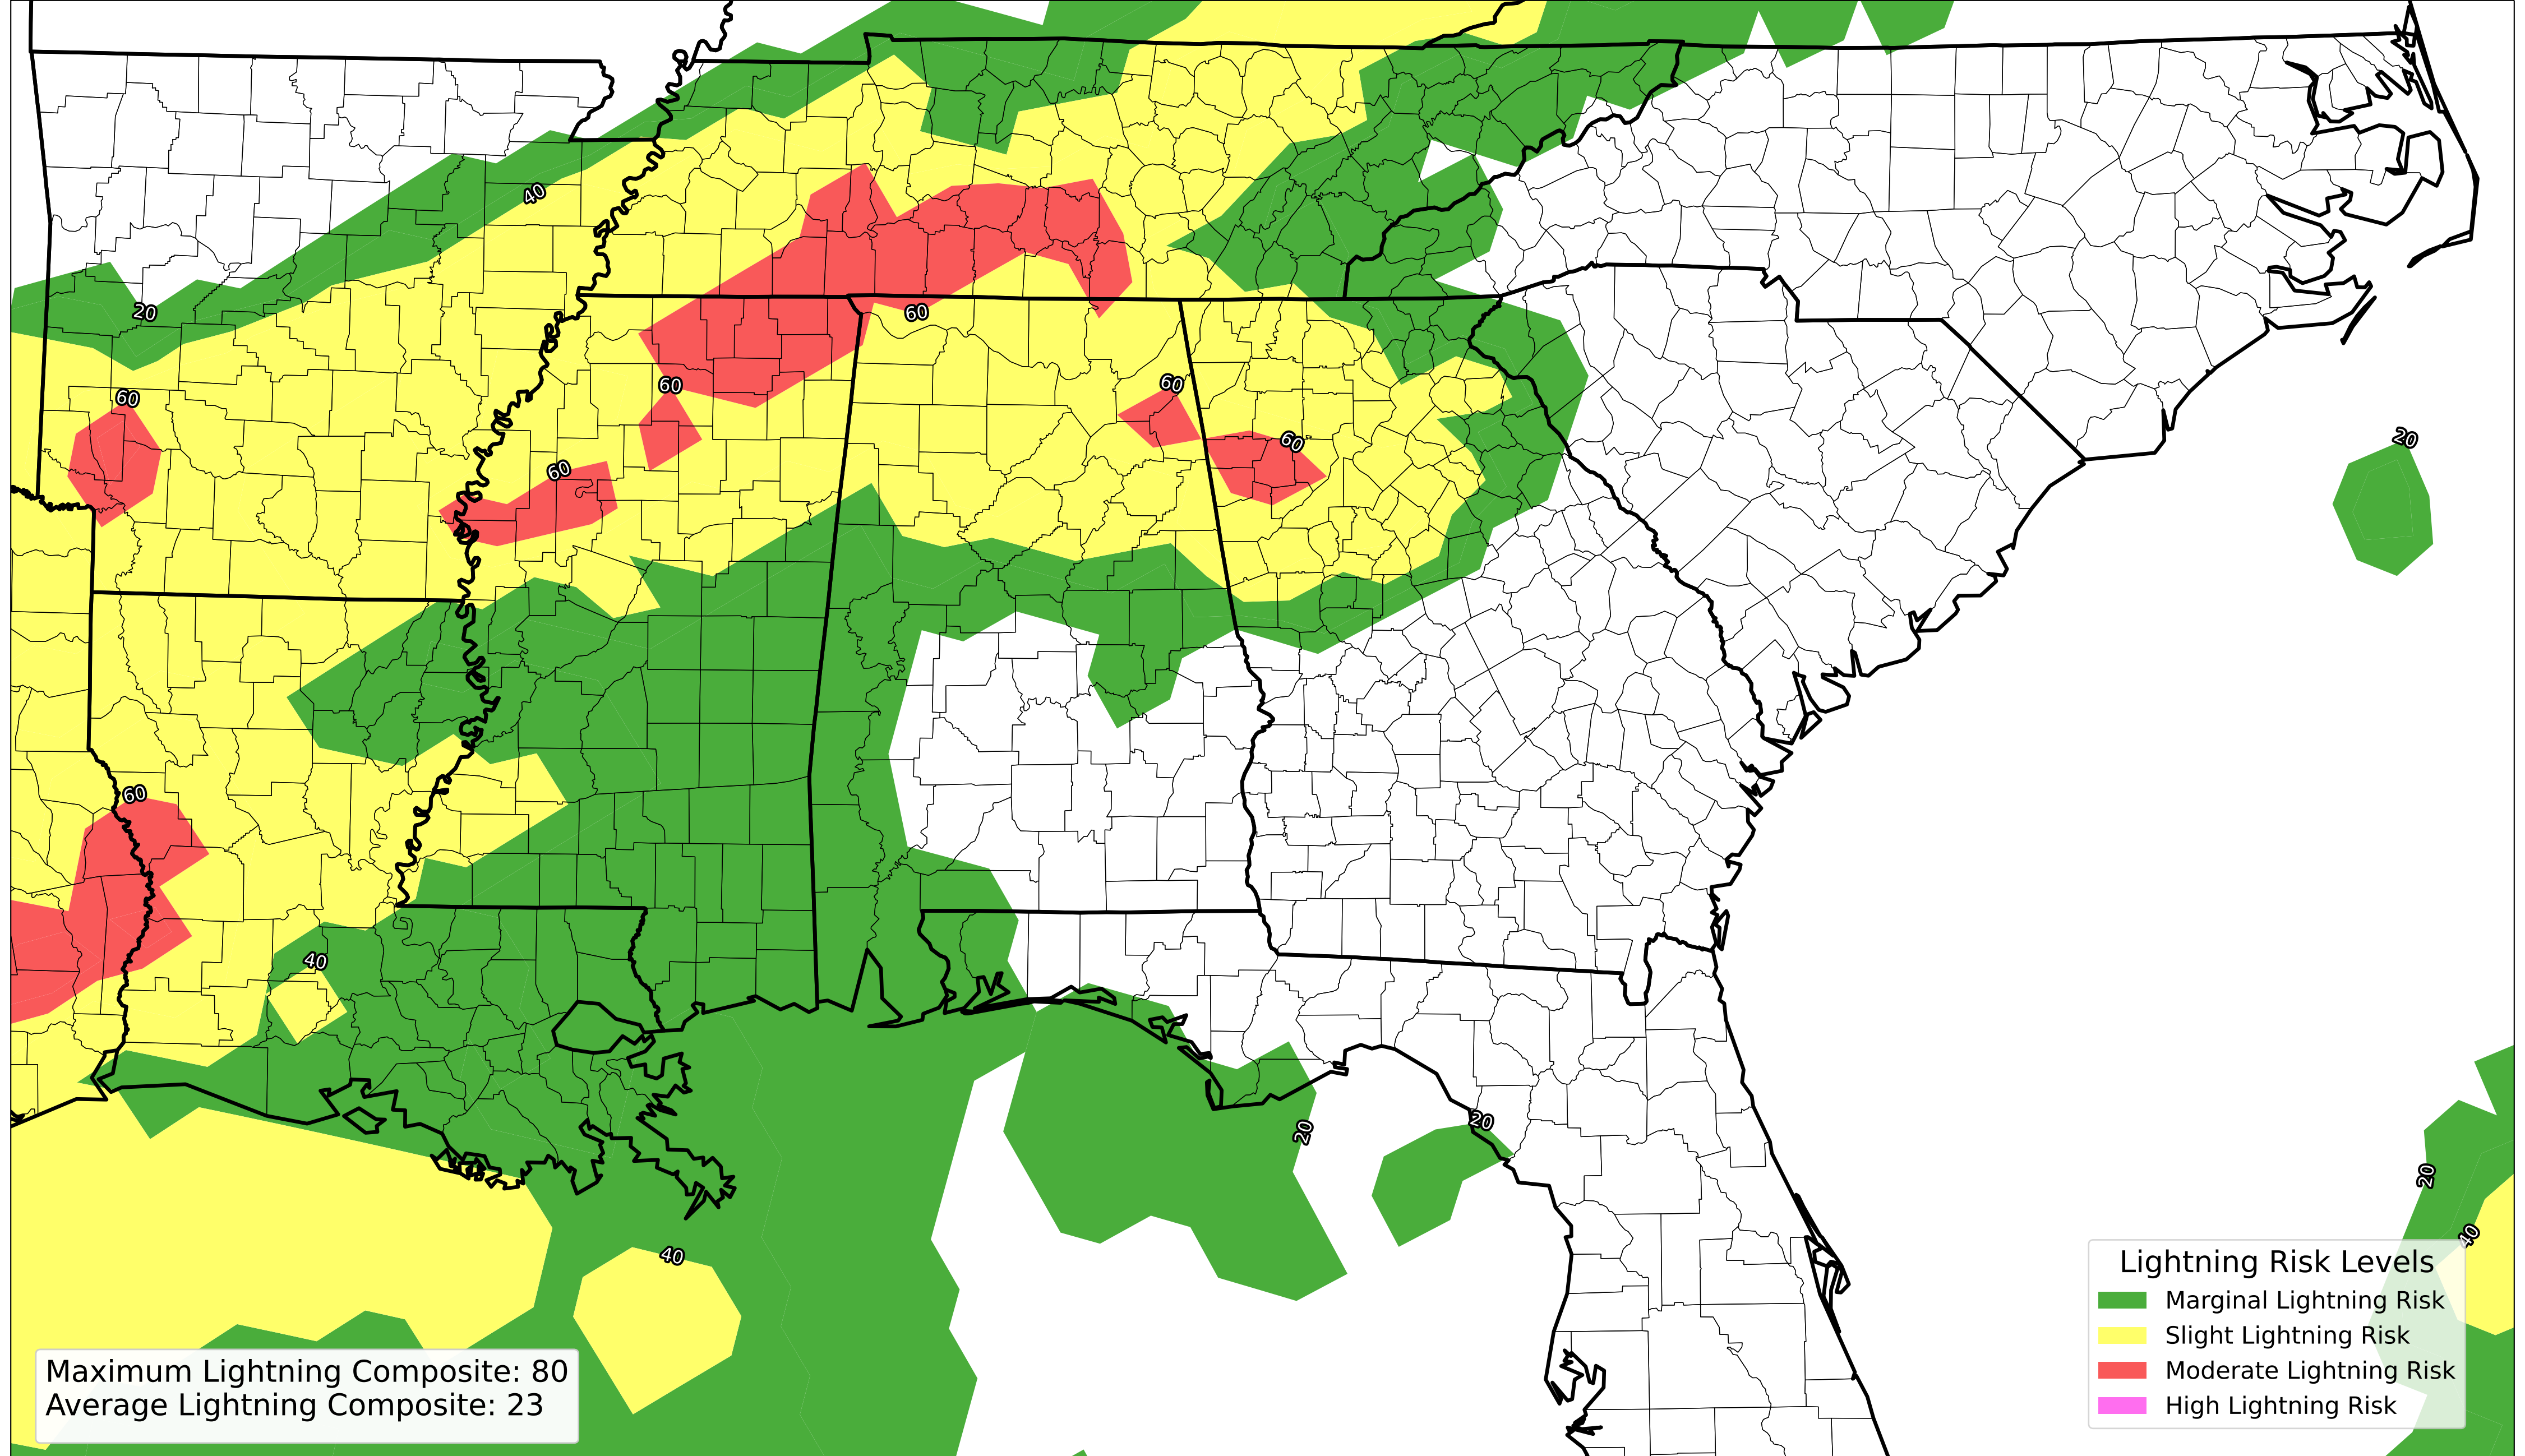 40
20
60
60
60
60
60
60
20
60
40
20
20
20
40
40
Lightning Risk Levels
Marginal Lightning Risk
Slight Lightning Risk
Moderate Lightning Risk
High Lightning Risk
Maximum Lightning Composite: 80
Average Lightning Composite: 23